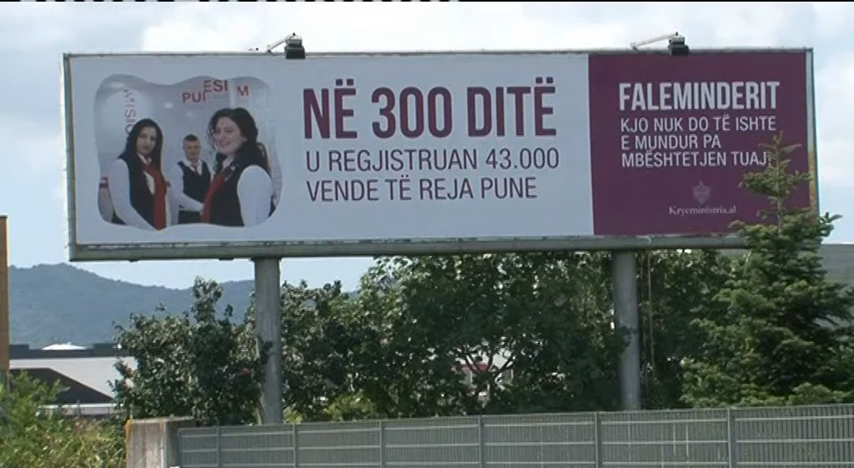 NË 300 DITË
U REGJISTRUAN 43.000
VENDE TË REJA PUNE
FALEMINDERIT
KJO NUK DO TË ISHTE
E MUNDUR PA
MBËSHTETJEN TUAJ
Kryeministria.al